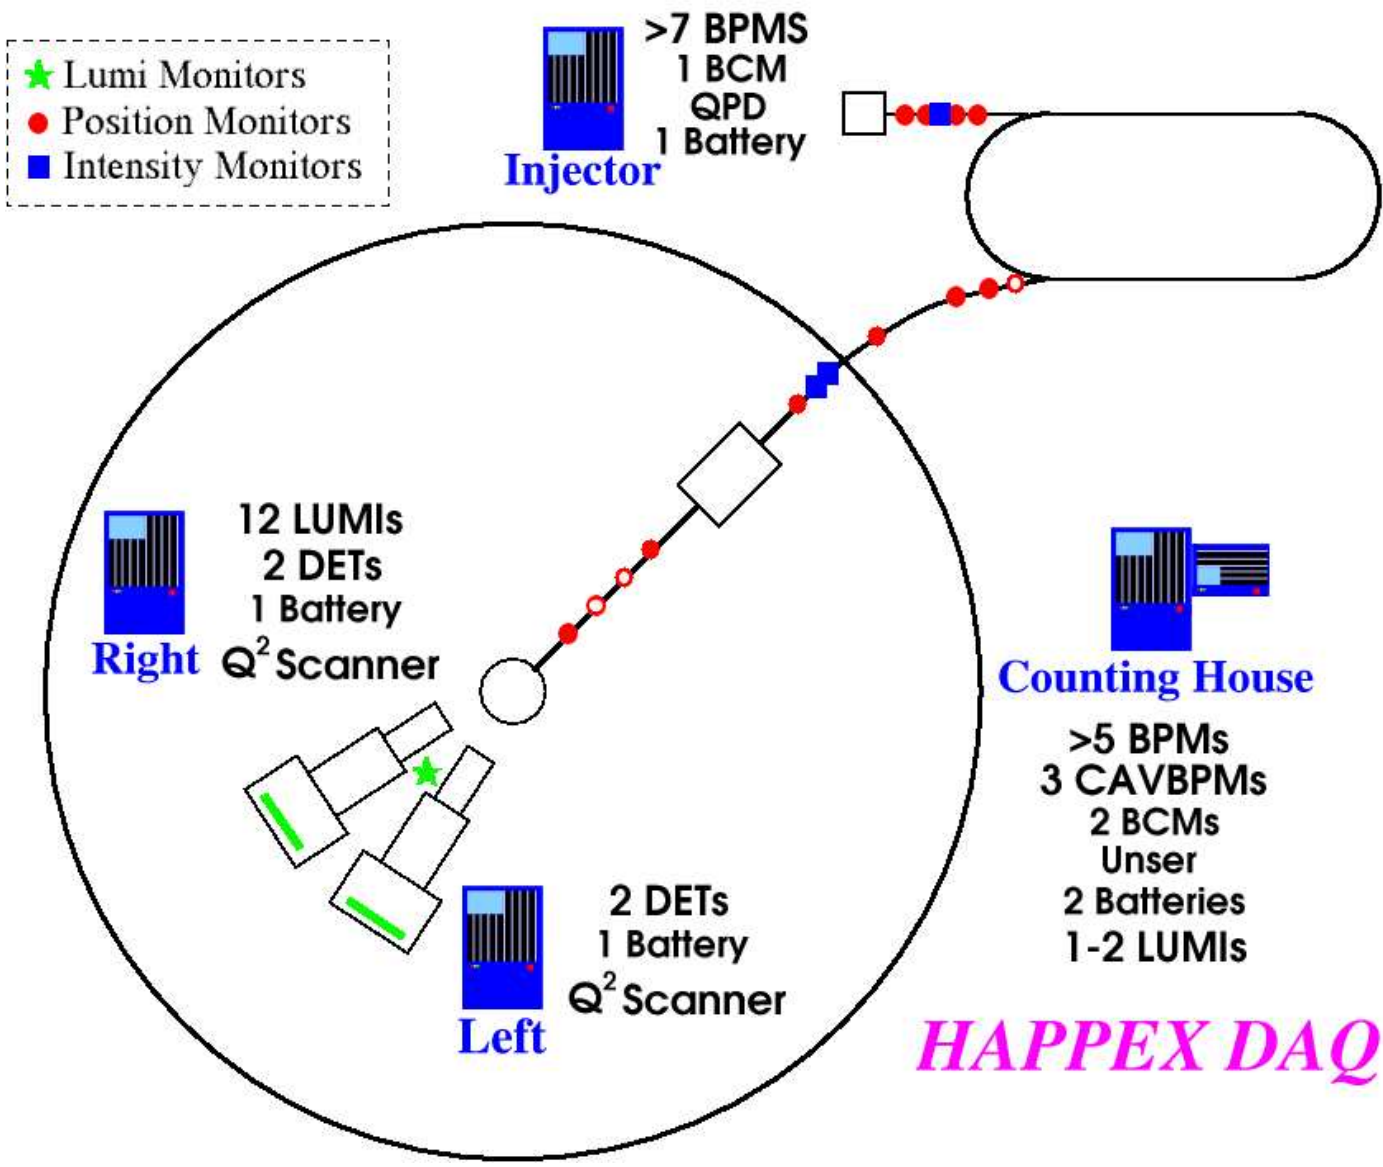 Lumi Monitors
Position Monitors
Intensity Monitors
>7 BPMS
1 BCM
QPD
1 Battery
Injector
12 LUMIs
2 DETs
1 Battery
Q² Scanner
Right
Counting House
>5 BPMs
3 CAVBPMs
2 BCMs
Unser
2 Batteries
1-2 LUMIs
2 DETs
1 Battery
Q² Scanner
Left
HAPPEX DAQ